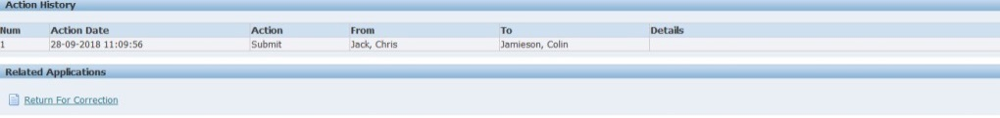 Action History
Num Action Date Action From To Details
1 28-09-2018 11:09:56 Submit Jack, Chris Jamieson, Colin
Related Applications
Return For Correction